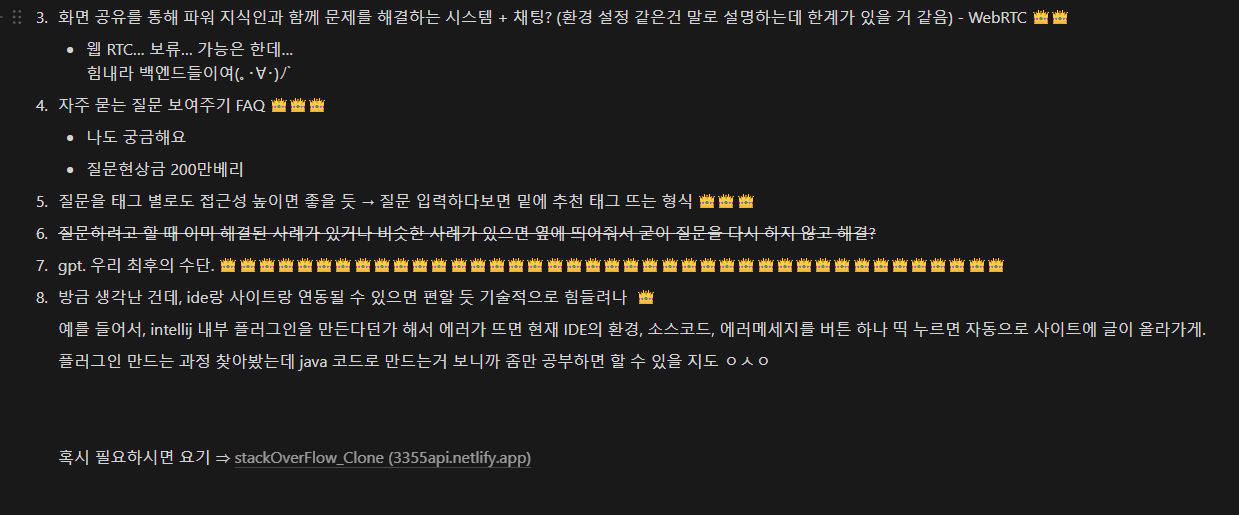 3. 화면 공유를 통해 파워 지식인과 함께 문제를 해결하는 시스템 + 채팅? (환경 설정 같은건 말로 설명하는데 한계가 있을 거 같음) - WebRTC 👑👑
• 웹 RTC... 보류... 가능은 한데...
힘내라 백엔드들이여(｡･∀･)ﾉﾞ
4. 자주 묻는 질문 보여주기 FAQ 👑👑👑
• 나도 궁금해요
• 질문현상금 200만베리
5. 질문을 태그 별로도 접근성 높이면 좋을 듯 → 질문 입력하다보면 밑에 추천 태그 뜨는 형식 👑👑👑
6. 질문하려고 할 때 이미 해결된 사례가 있거나 비슷한 사례가 있으면 옆에 띄어줘서 굳이 질문을 다시 하지 않고 해결?
7. gpt. 우리 최후의 수단. 👑👑👑👑👑👑👑👑👑👑👑👑👑👑👑👑👑👑👑👑👑👑👑👑👑👑👑👑👑👑👑👑👑👑👑👑👑👑👑👑👑
8. 방금 생각난 건데, ide랑 사이트랑 연동될 수 있으면 편할 듯 기술적으로 힘들려나 👑
예를 들어서, intellij 내부 플러그인을 만든다던가 해서 에러가 뜨면 현재 IDE의 환경, 소스코드, 에러메세지를 버튼 하나 띡 누르면 자동으로 사이트에 글이 올라가게.
플러그인 만드는 과정 찾아봤는데 java 코드로 만드는거 보니까 좀만 공부하면 할 수 있을 지도 ㅇㅅㅇ
혹시 필요하시면 요기 ⇒ stackOverFlow_Clone (3355api.netlify.app)